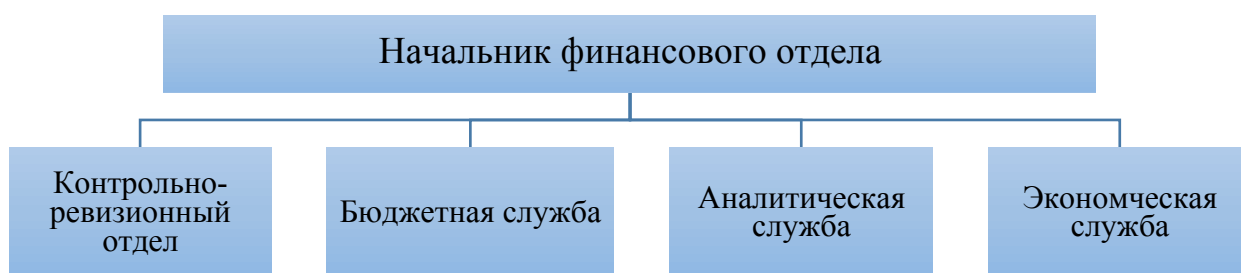 Начальник финансового отдела
Контрольно-
ревизионный
отдел
Бюджетная служба
Аналитическая
служба
Экономческая
служба